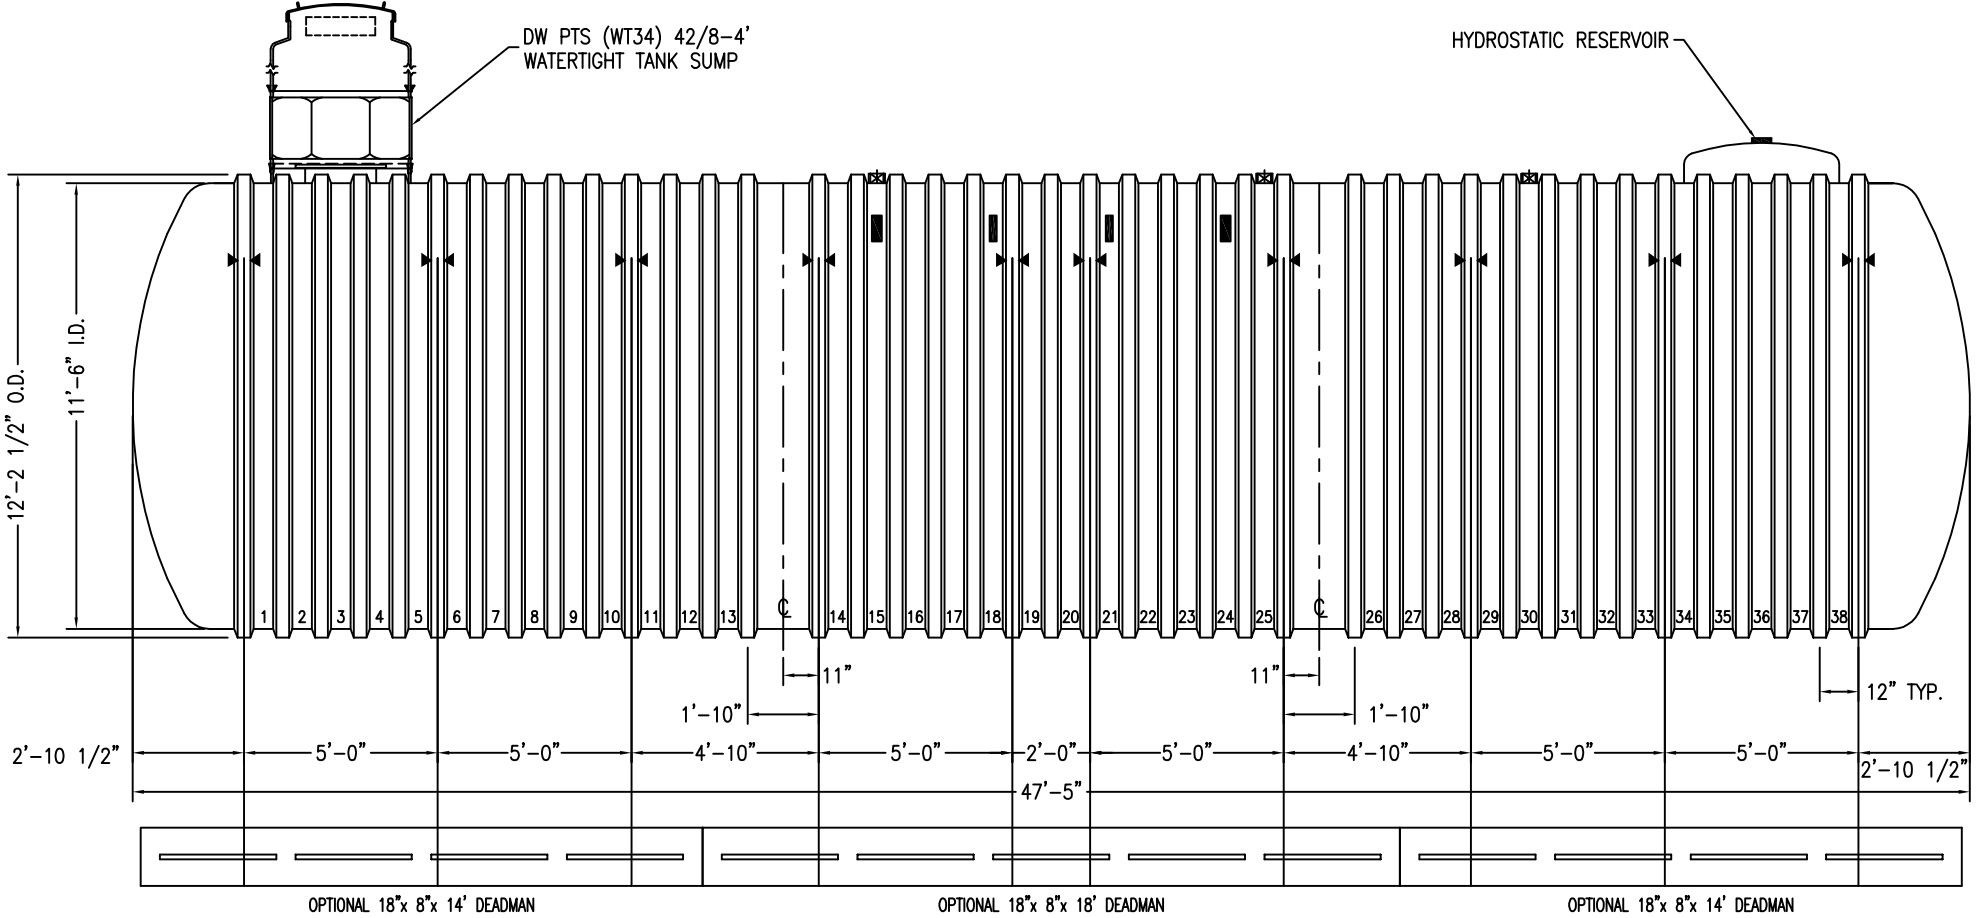 DW PTS (WT34) 42/8-4'
WATERTIGHT TANK SUMP
HYDROSTATIC RESERVOIR
12'-2 1/2" O.D.
11'-6" I.D.
1 2 3 4 5 6 7 8 9 10 11 12 13 ℄ 14 15 16 17 18 19 20 21 22 23 24 25 ℄ 26 27 28 29 30 31 32 33 34 35 36 37 38
11" 11"
12" TYP.
1'-10" 1'-10"
2'-10 1/2" 5'-0" 5'-0" 4'-10" 5'-0" 2'-0" 5'-0" 4'-10" 5'-0" 5'-0" 2'-10 1/2"
47'-5"
OPTIONAL 18"x 8"x 14' DEADMAN OPTIONAL 18"x 8"x 18' DEADMAN OPTIONAL 18"x 8"x 14' DEADMAN